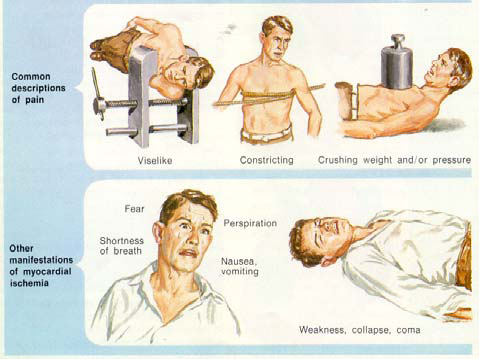 Common
descriptions
of pain
Viselike
Constricting
Crushing weight and/or pressure
Other
manifestations
of myocardial
ischemia
Fear
Perspiration
Shortness
of breath
Nausea,
vomiting
Weakness, collapse, coma